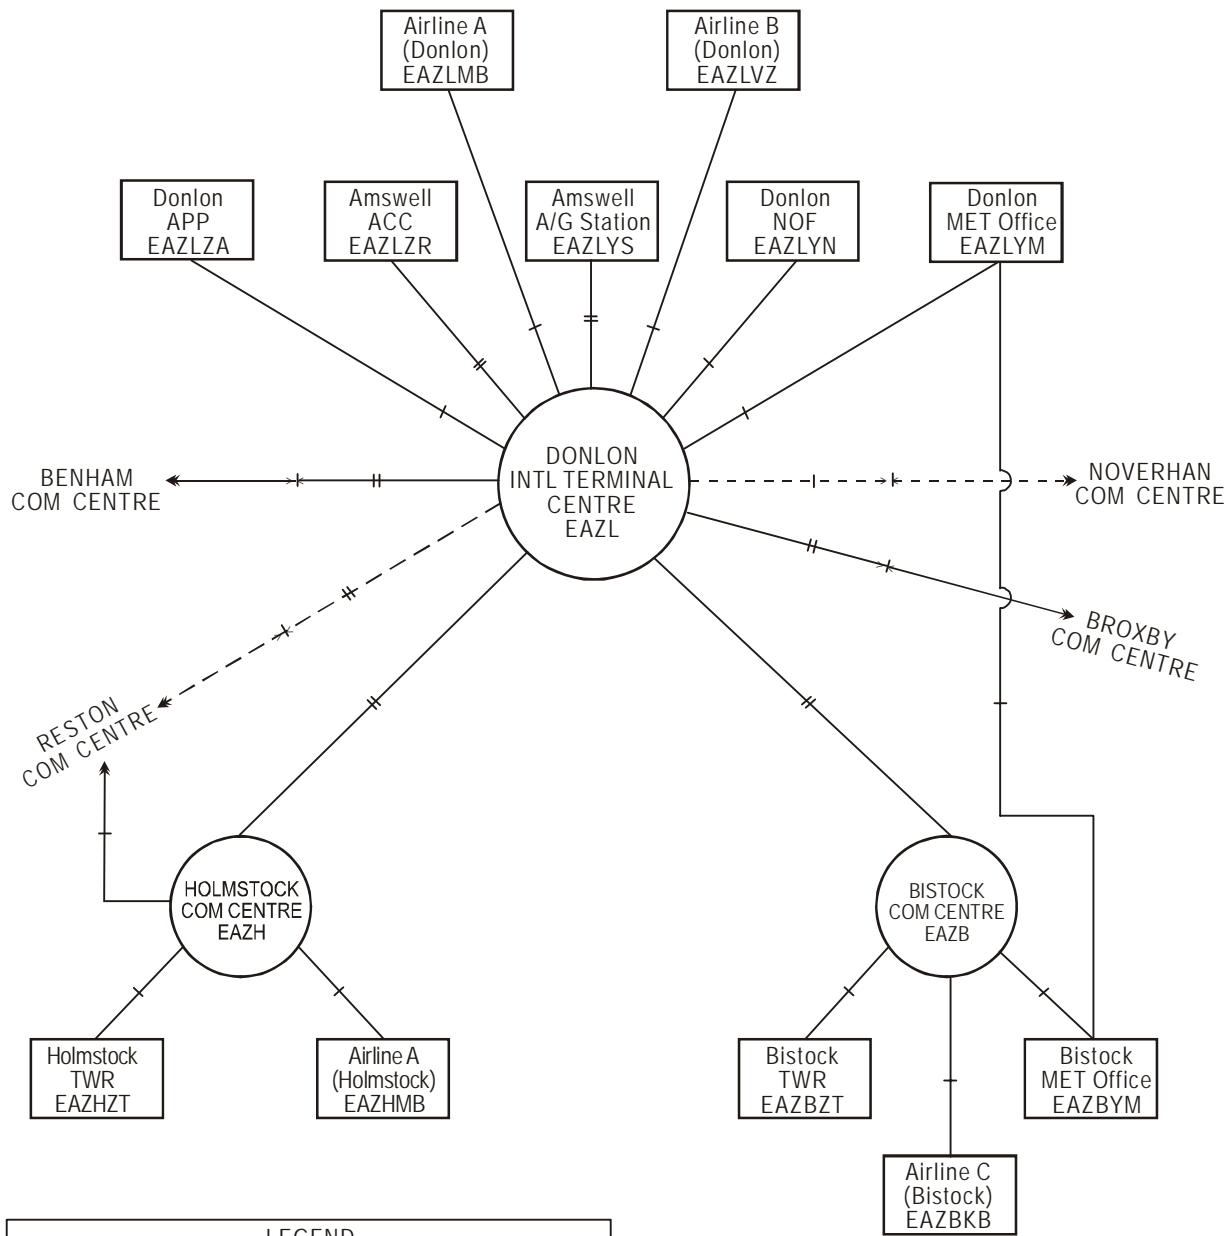 Airline A
(Donlon)
EAZLMB
Airline B
(Donlon)
EAZLVZ
Donlon
APP
EAZLZA
Amswell
ACC
EAZLZR
Amswell
A/G Station
EAZLYS
Donlon
NOF
EAZLYN
Donlon
MET Office
EAZLYM
BENHAM
COM CENTRE
DONLON
INTL TERMINAL
CENTRE
EAZL
NOVERHAN
COM CENTRE
BROXBY
COM CENTRE
RESTON
COM CENTRE
HOLMSTOCK
COM CENTRE
EAZH
BISTOCK
COM CENTRE
EAZB
Holmstock
TWR
EAZHZT
Airline A
(Holmstock)
EAZHMB
Bistock
TWR
EAZBZT
Bistock
MET Office
EAZBYM
Airline C
(Bistock)
EAZBKB
LEGEND